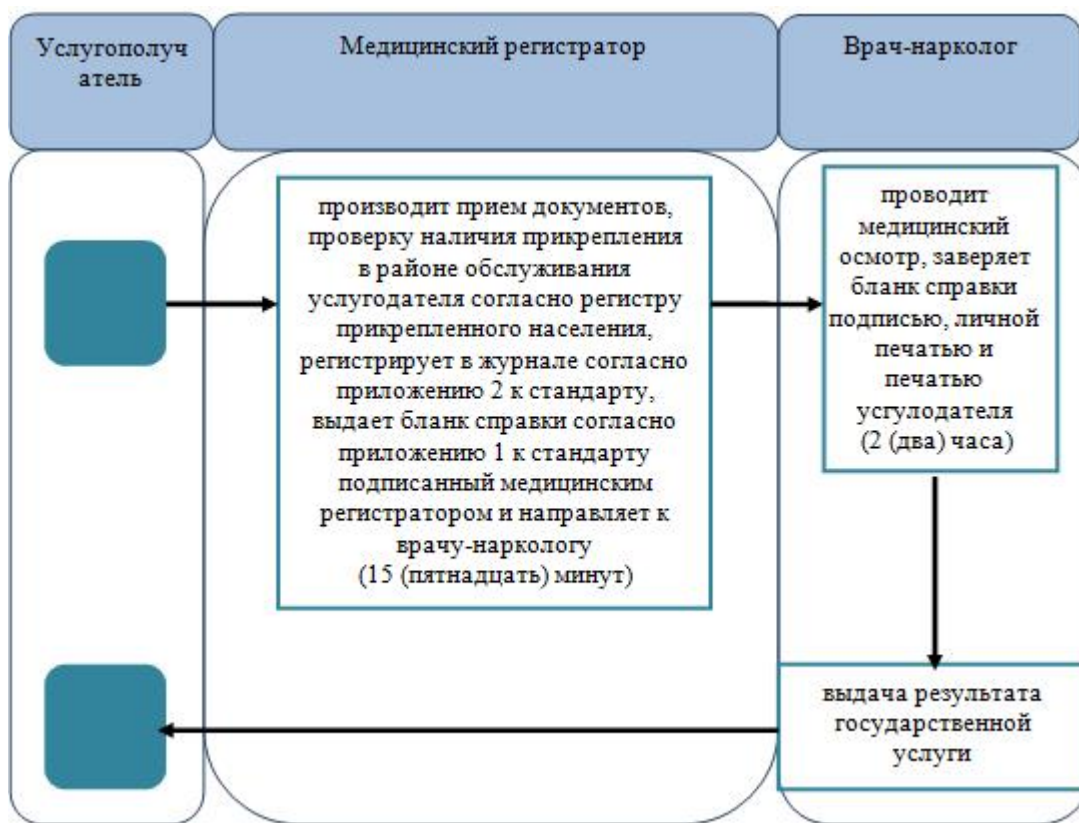 Услугополуч
атель
Медицинский регистратор
Врач-нарколог
производит прием документов,
проверку наличия прикрепления
в районе обслуживания
услугодателя согласно регистру
прикрепленного населения,
регистрирует в журнале согласно
приложению 2 к стандарту,
выдает бланк справки согласно
приложению 1 к стандарту
подписанный медицинским
регистратором и направляет к
врачу-наркологу
(15 (пятнадцать) минут)
проводит
медицинский
осмотр, заверяет
бланк справки
подписью, личной
печатью и
печатью
усгулодателя
(2 (два) часа)
выдача результата
государственной
услуги